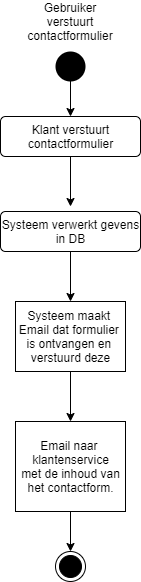 Gebruiker
verstuurt
contactformulier
Klant verstuurt
contactformulier
Systeem verwerkt gevens
in DB
Systeem maakt
Email dat formulier
is ontvangen en
verstuurd deze
Email naar
klantenservice
met de inhoud van
het contactform.